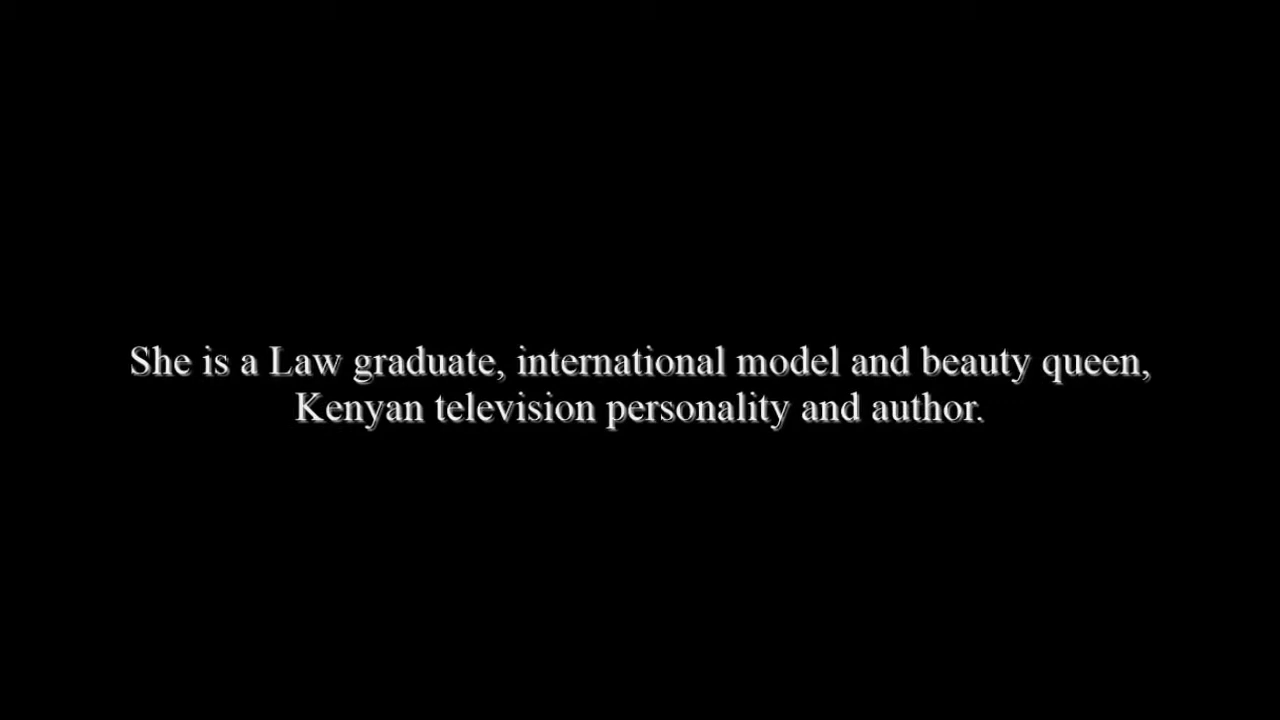 She is a Law graduate, international model and beauty queen,
Kenyan television personality and author.